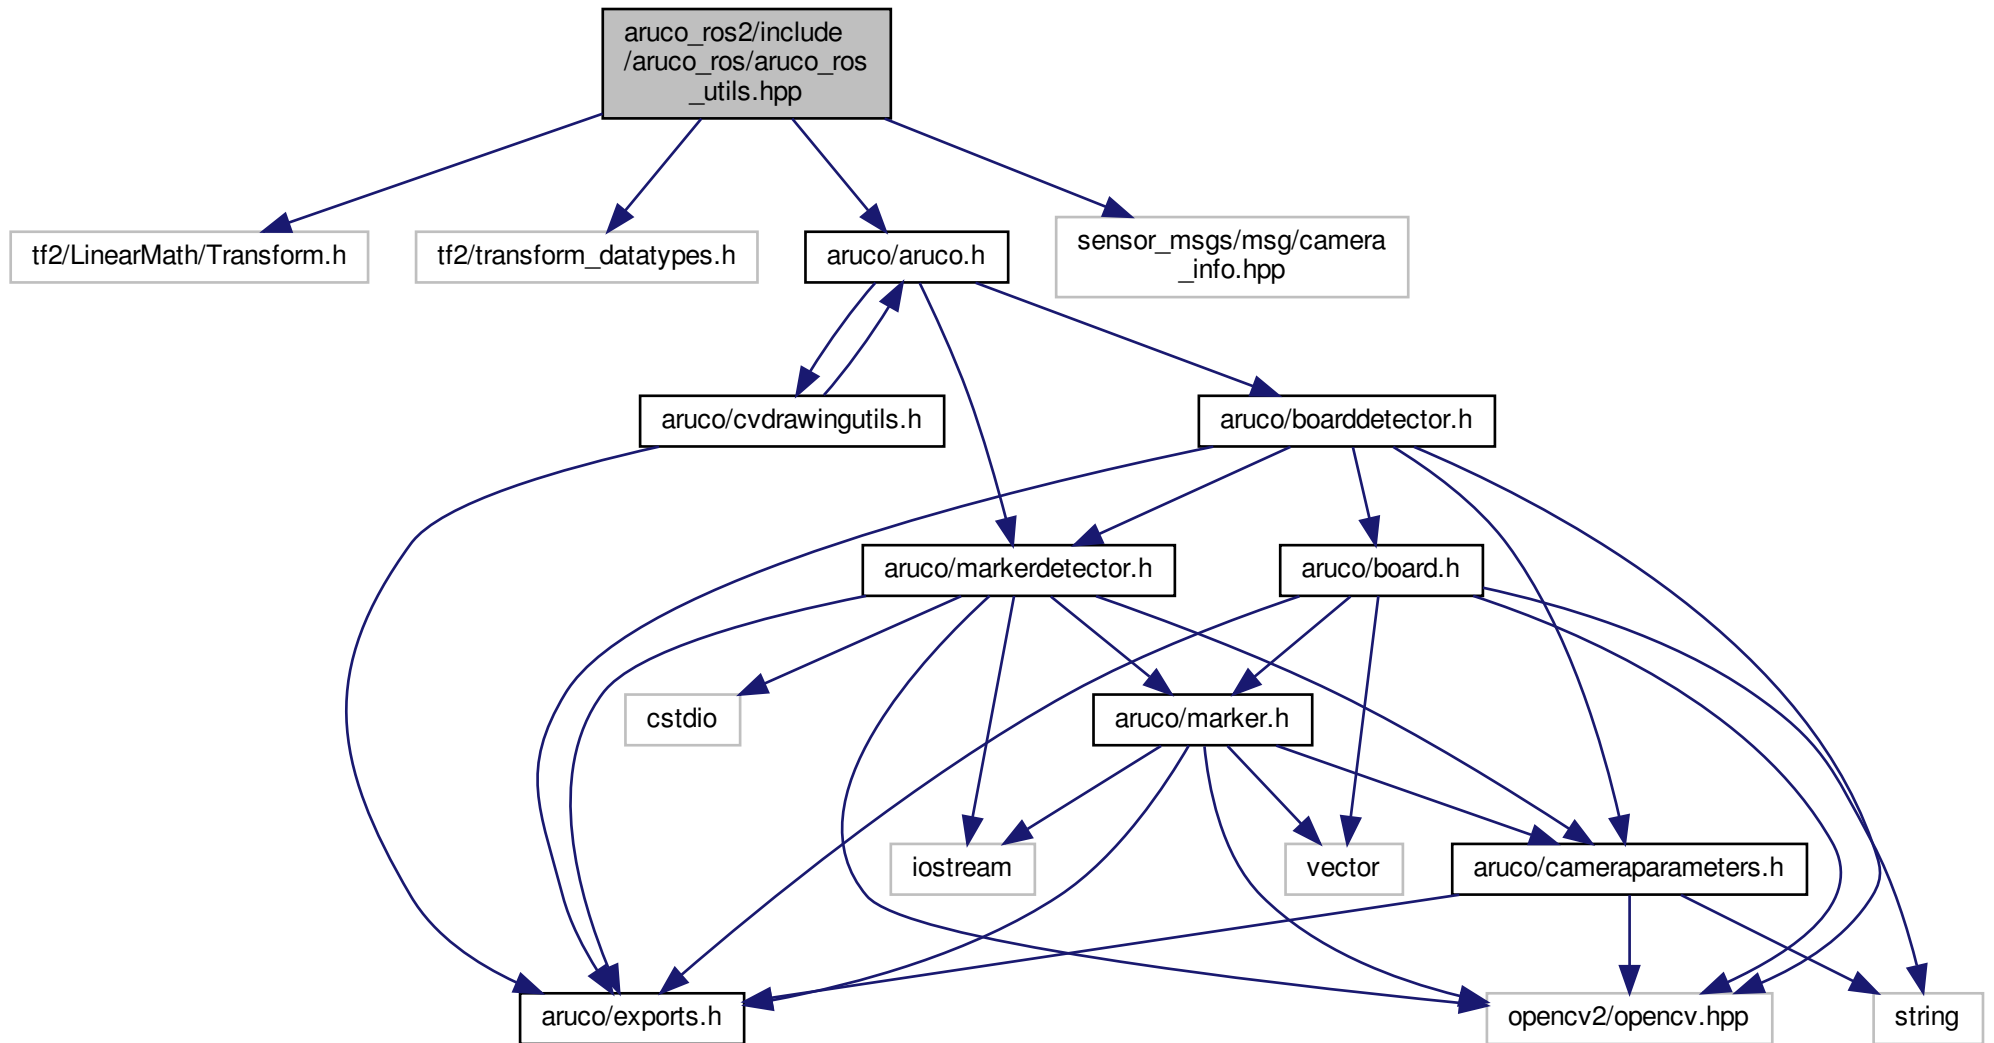 aruco_ros2/include
/aruco_ros/aruco_ros
_utils.hpp
tf2/LinearMath/Transform.h
tf2/transform_datatypes.h
aruco/aruco.h
sensor_msgs/msg/camera
_info.hpp
aruco/cvdrawingutils.h
aruco/boarddetector.h
aruco/markerdetector.h
aruco/board.h
cstdio
aruco/marker.h
iostream
vector
aruco/cameraparameters.h
aruco/exports.h
opencv2/opencv.hpp
string